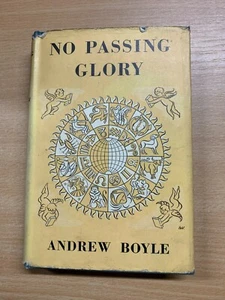 NO PASSING
GLORY
ANDREW BOYLE